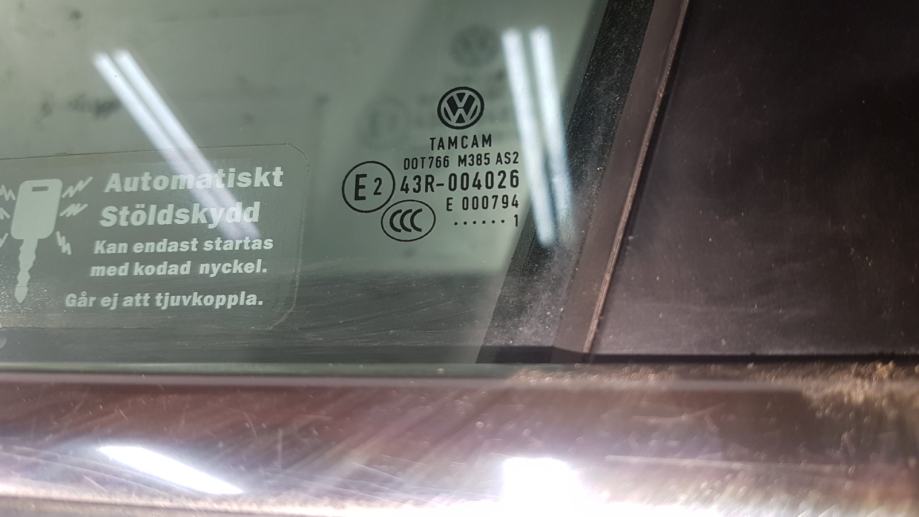 Automatiskt
Stöldskydd
Kan endast startas
med kodad nyckel.
Går ej att tjuvkoppla.
VW
TAMCAM
DOT766 M385 AS2
E2 43R-004026
E 000794
CCC
...... 1